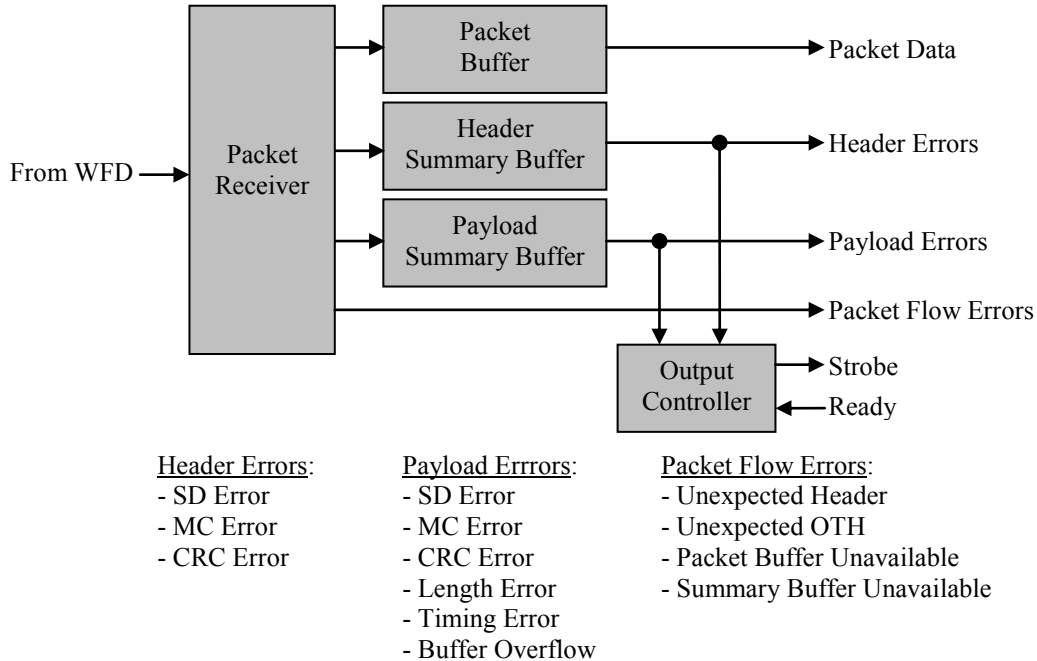 Packet
Buffer
Packet Data
Header
Summary Buffer
Header Errors
From WFD
Packet
Receiver
Payload
Summary Buffer
Payload Errors
Packet Flow Errors
Output
Controller
Strobe
Ready
Header Errors:
- SD Error
- MC Error
- CRC Error
Payload Errrors:
- SD Error
- MC Error
- CRC Error
- Length Error
- Timing Error
- Buffer Overflow
Packet Flow Errors:
- Unexpected Header
- Unexpected OTH
- Packet Buffer Unavailable
- Summary Buffer Unavailable